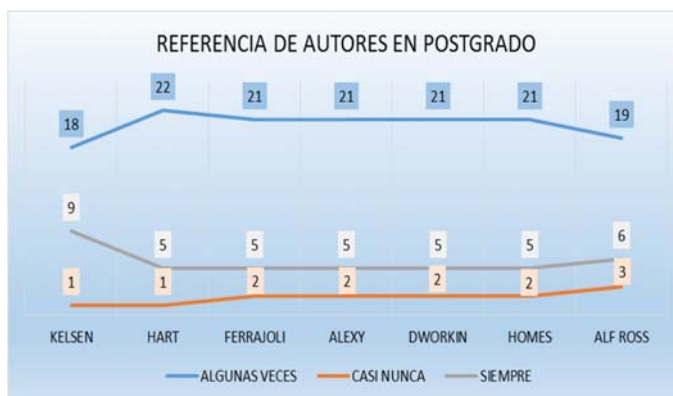 REFERENCIA DE AUTORES EN POSTGRADO
18 22 21 21 21 21 19
9 5 5 5 5 5 6
1 1 2 2 2 2 3
KELSEN HART FERRAJOLI ALEXY DWORKIN HOMES ALF ROSS
ALGUNAS VECES CASI NUNCA SIEMPRE